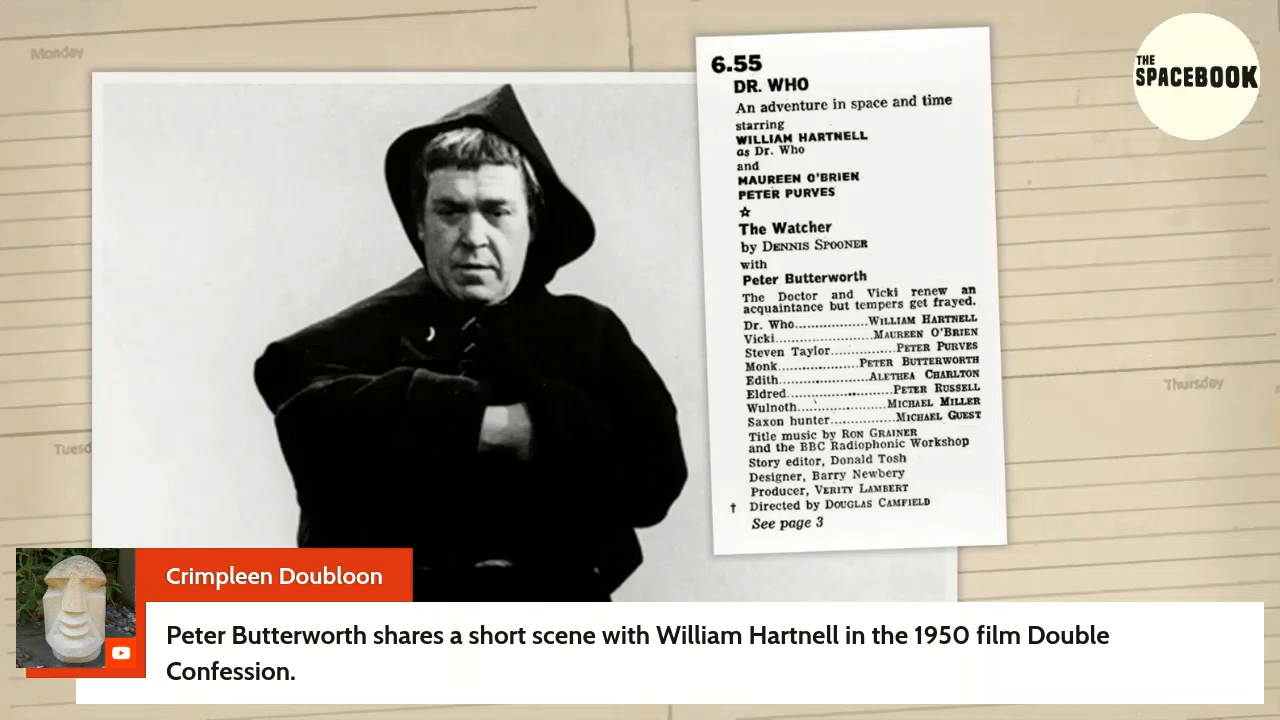 Monday
THE
SPACEBOOK
6.55
DR. WHO
An adventure in space and time
starring
WILLIAM HARTNELL
as Dr. Who
and
MAUREEN O'BRIEN
PETER PURVES
☆
The Watcher
by DENNIS SPOONER
with
Peter Butterworth
The Doctor and Vicki renew an
acquaintance but tempers get frayed.
Dr. Who..................WILLIAM HARTNELL
Vicki........................MAUREEN O'BRIEN
Steven Taylor...............PETER PURVES
Monk....................PETER BUTTERWORTH
Edith......................ALETHEA CHARLTON
Eldred..........................PETER RUSSELL
Wulnoth......................MICHAEL MILLER
Saxon hunter................MICHAEL GUEST
Title music by RON GRAINER
and the BBC Radiophonic Workshop
Story editor, Donald Tosh
Designer, Barry Newbery
Producer, VERITY LAMBERT
† Directed by DOUGLAS CAMFIELD
See page 3
Thursday
Tuesd
Crimpleen Doubloon
Peter Butterworth shares a short scene with William Hartnell in the 1950 film Double
Confession.